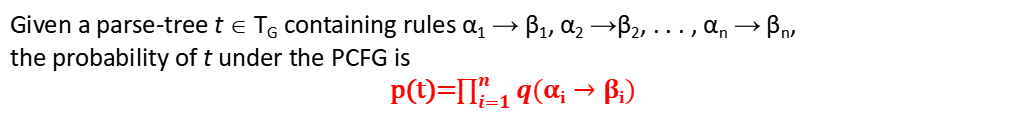 Given a parse-tree t ∈ T_G containing rules α₁ → β₁, α₂ →β₂, . . . , αₙ → βₙ,
the probability of t under the PCFG is
p(t)=∏ⁿᵢ₌₁ q(αᵢ → βᵢ)